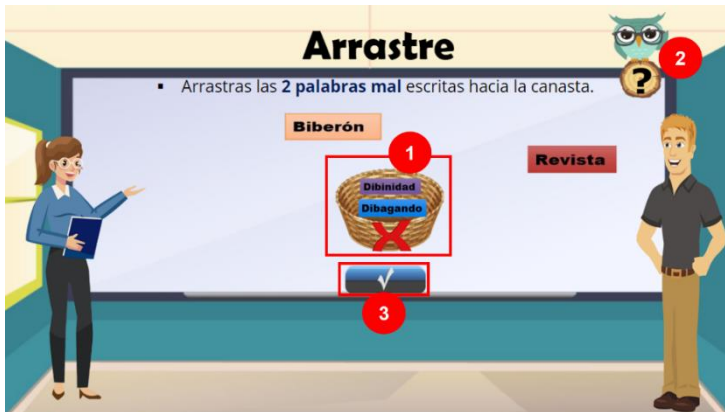 Arrastre
2
?
▪ Arrastras las 2 palabras mal escritas hacia la canasta.
Biberón
1
Revista
Dibinidad
Dibagando
X
√
3